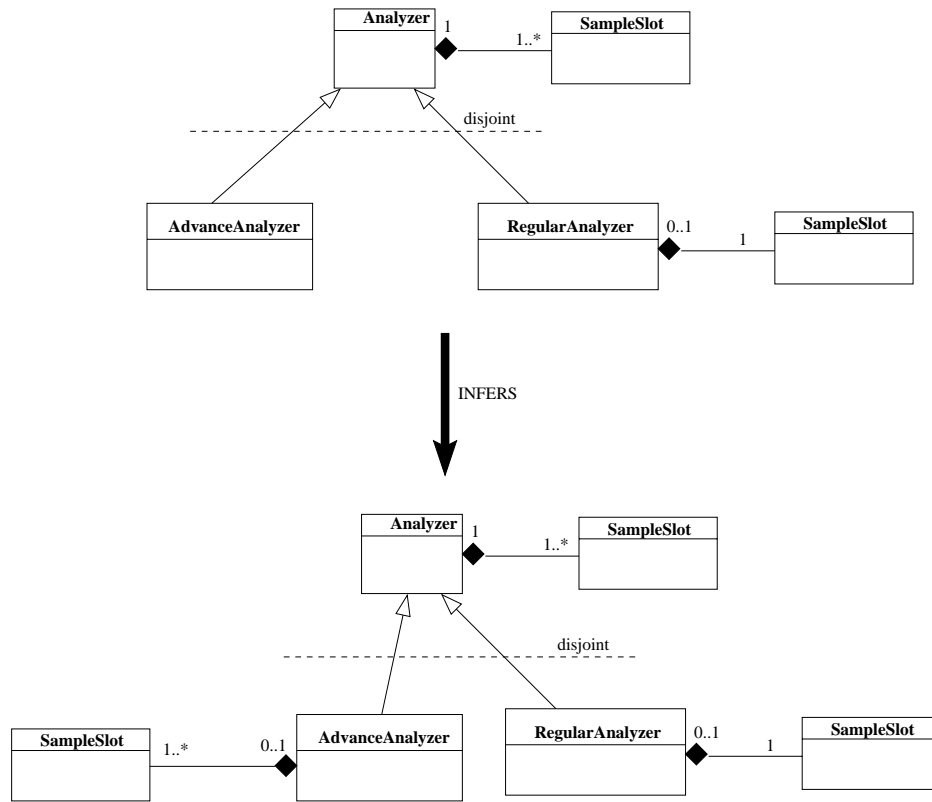 Analyzer
1
1..*
SampleSlot
disjoint
AdvanceAnalyzer
RegularAnalyzer
0..1
1
SampleSlot
INFERS
Analyzer
1
1..*
SampleSlot
disjoint
SampleSlot
1..*
0..1
AdvanceAnalyzer
RegularAnalyzer
0..1
1
SampleSlot